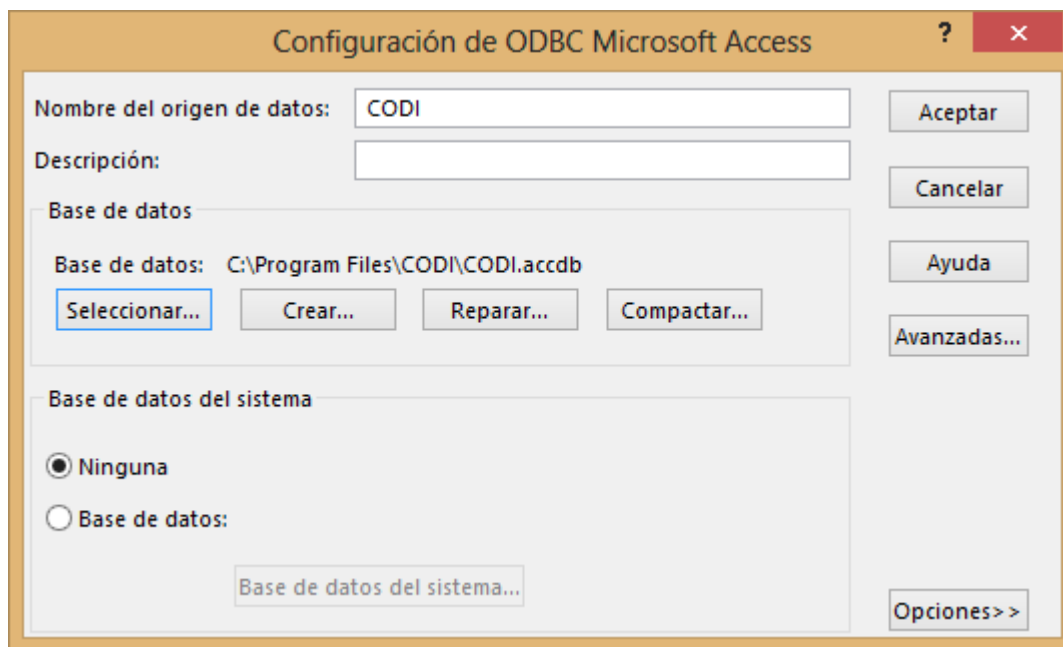 Configuración de ODBC Microsoft Access
?
Nombre del origen de datos: CODI
Descripción:
Base de datos
Base de datos: C:\Program Files\CODI\CODI.accdb
Seleccionar... Crear... Reparar... Compactar...
Base de datos del sistema
Ninguna
Base de datos:
Base de datos del sistema...
Aceptar
Cancelar
Ayuda
Avanzadas...
Opciones>>